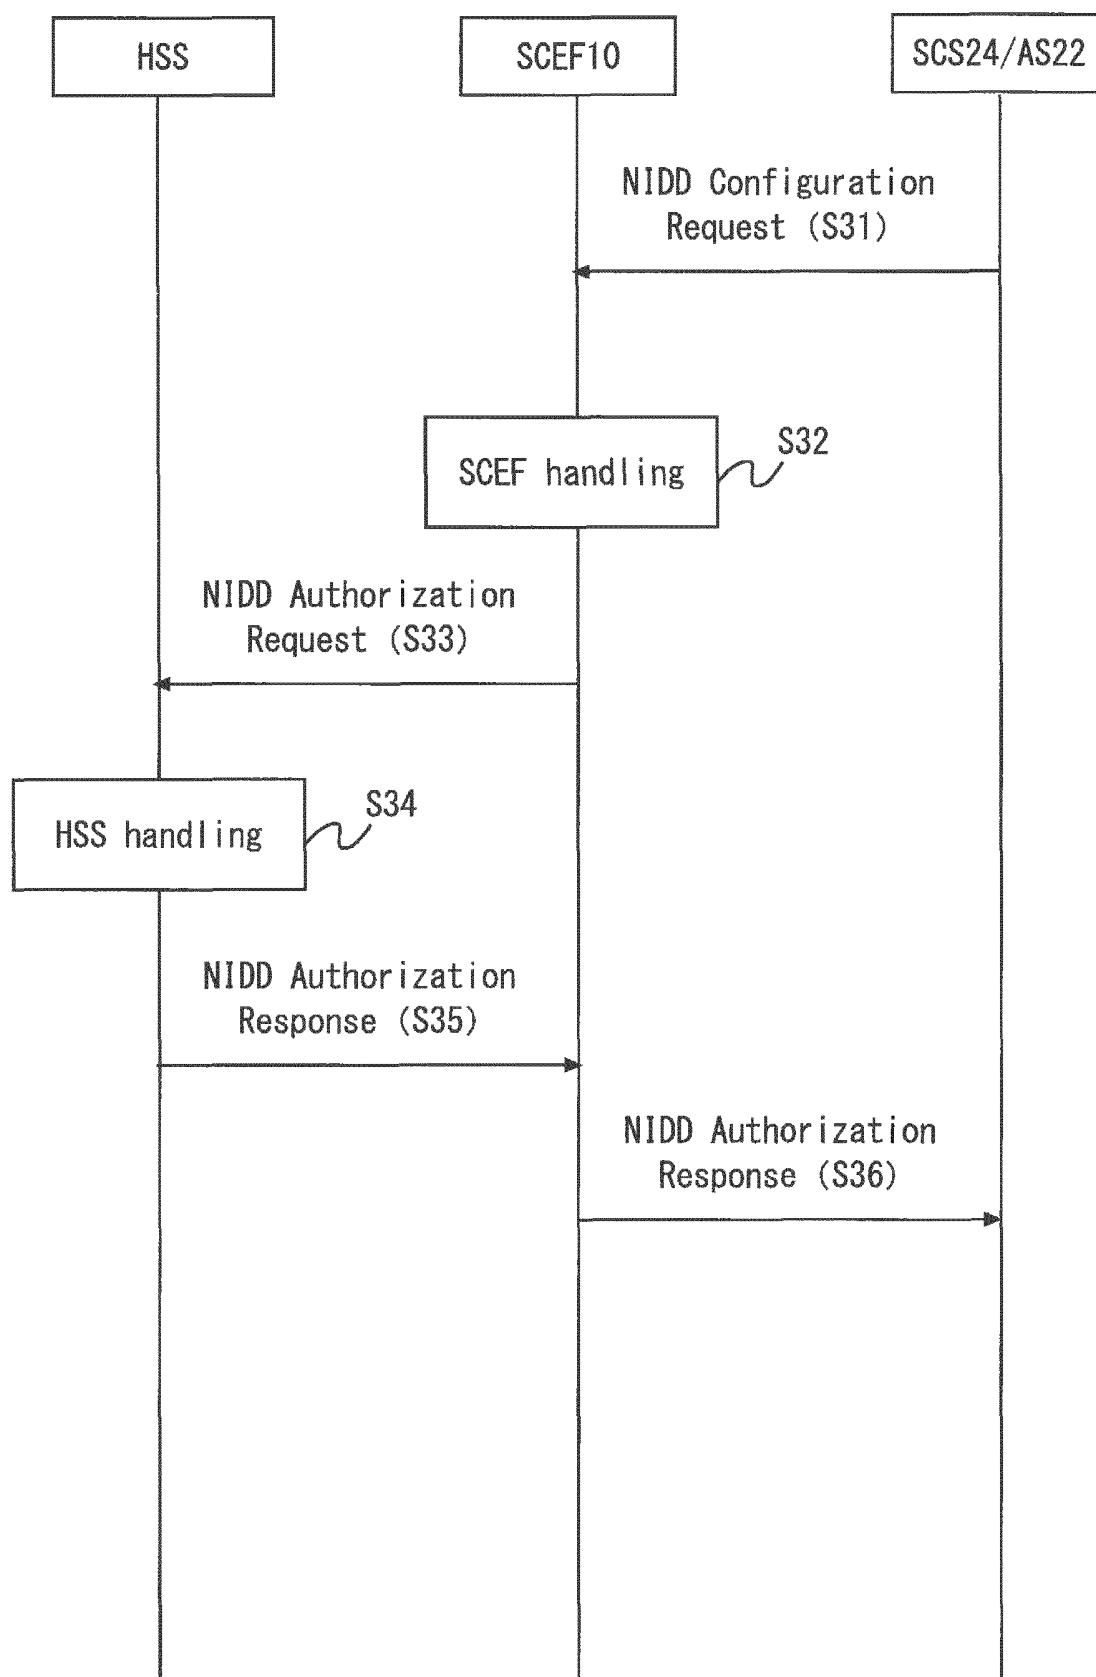 HSS
SCEF10
SCS24/AS22
NIDD Configuration
Request (S31)
SCEF handling
S32
NIDD Authorization
Request (S33)
HSS handling
S34
NIDD Authorization
Response (S35)
NIDD Authorization
Response (S36)